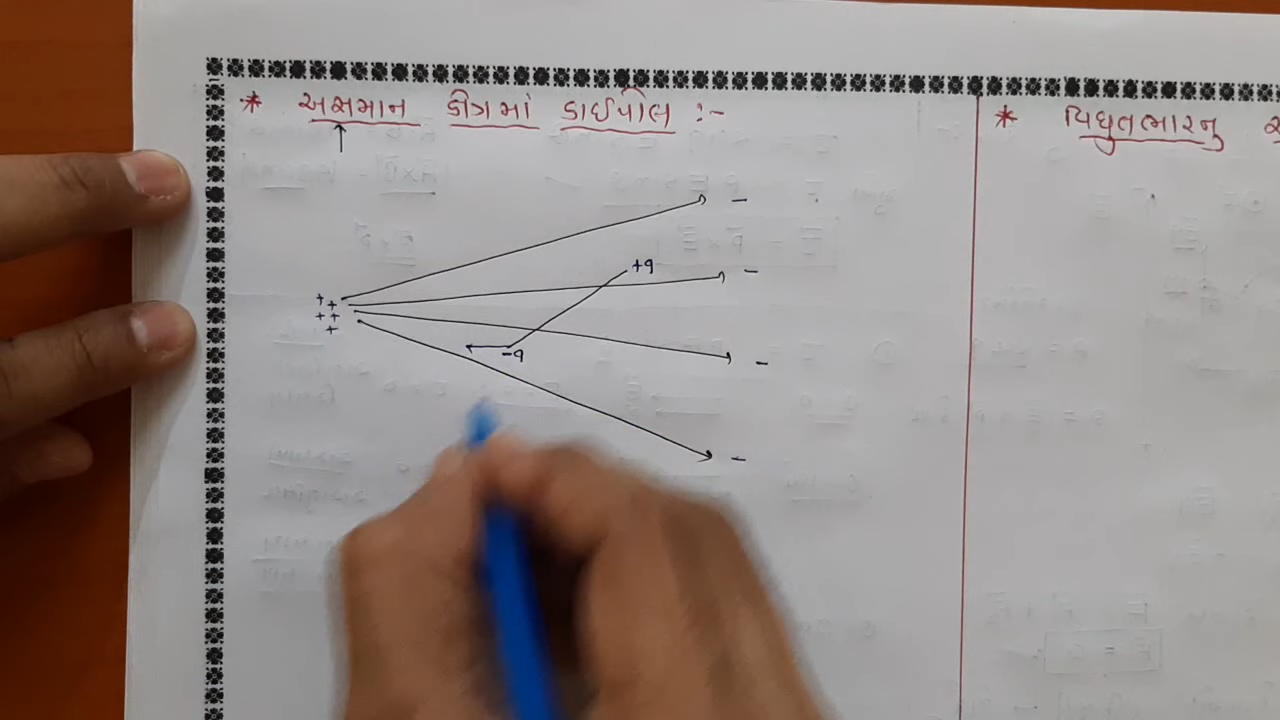 * અસમાન ક્ષેત્રમાં ડાઈપોલ :-
* વિદ્યુતભારનુ
-
+q
-
+ +
+ +
+
-q
-
-